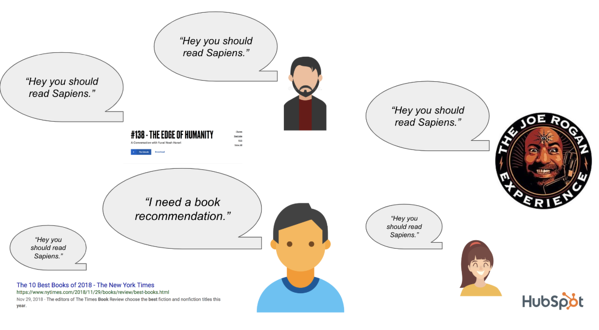 “Hey you should
read Sapiens.”
“Hey you should
read Sapiens.”
“Hey you should
read Sapiens.”
#138 - THE EDGE OF HUMANITY
A Conversation with Yuval Noah Harari
THE JOE ROGAN
EXPERIENCE
“I need a book
recommendation.”
“Hey you
should read
Sapiens.”
“Hey you
should read
Sapiens.”
The 10 Best Books of 2018 - The New York Times
https://www.nytimes.com/2018/11/29/books/review/best-books.html
Nov 29, 2018 - The editors of The Times Book Review choose the best fiction and nonfiction titles this
year.
HubSpot